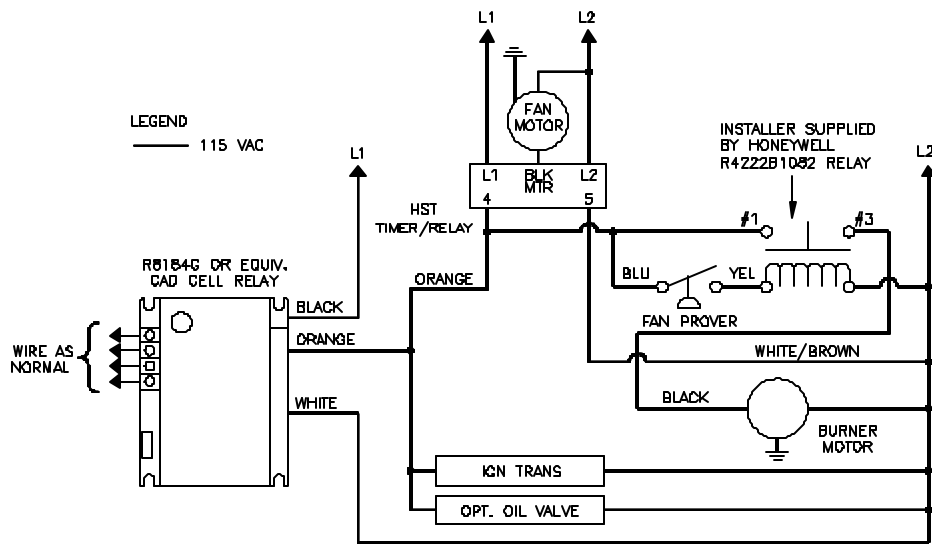 L1
L2
LEGEND
115 VAC
FAN
MOTOR
INSTALLER SUPPLIED
BY HONEYWELL
R4222B1082 RELAY
L1
L2
L1
BLK
L2
MTR
4
5
HST
TIMER/RELAY
#1
#3
R8184G OR EQUIV.
CAD CELL RELAY
ORANGE
BLU
YEL
BLACK
FAN PROVER
ORANGE
WIRE AS
NORMAL
WHITE/BROWN
WHITE
BLACK
BURNER
MOTOR
IGN TRANS
OPT. OIL VALVE